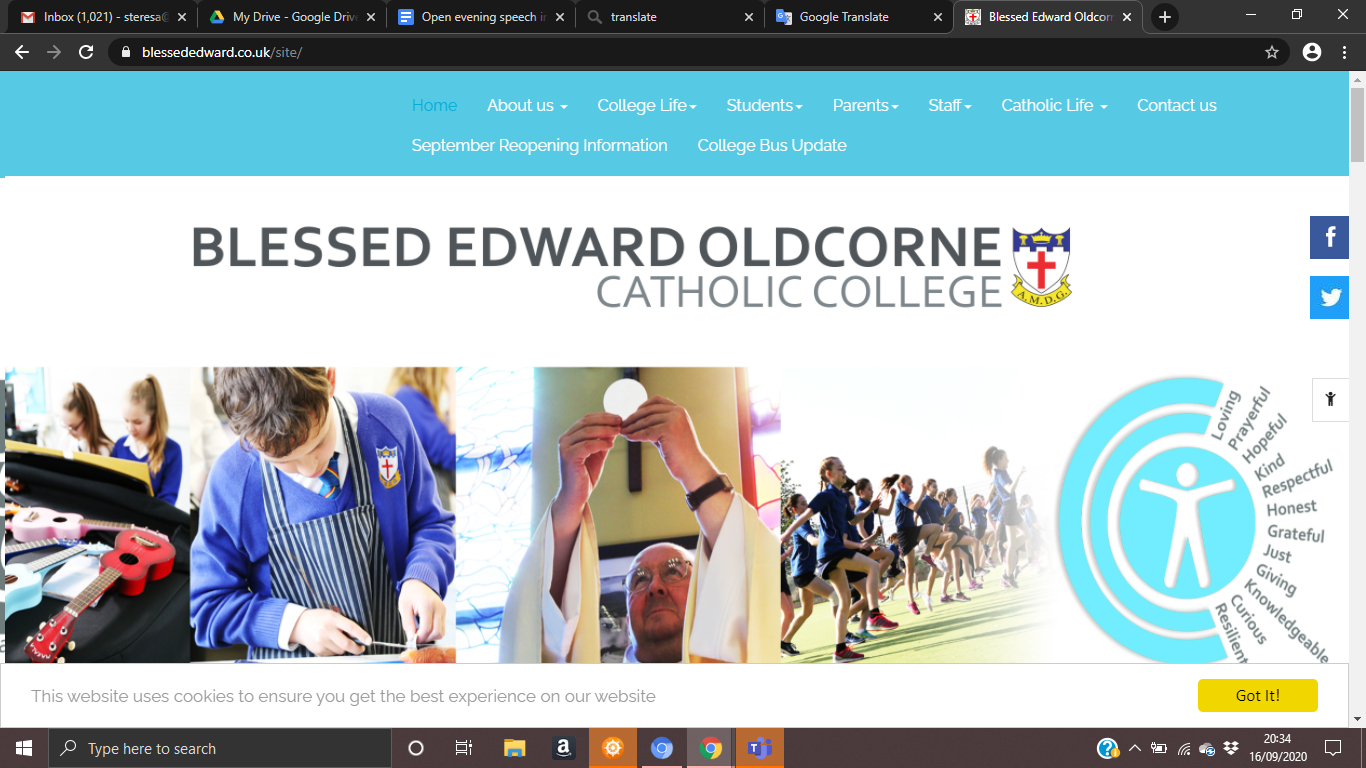 Inbox (1,021) - steresa@
My Drive - Google Drive
Open evening speech in
translate
Google Translate
Blessed Edward Oldcorn
blessededward.co.uk/site/
Home
About us
College Life
Students
Parents
Staff
Catholic Life
Contact us
September Reopening Information
College Bus Update
BLESSED EDWARD OLDCORNE
CATHOLIC COLLEGE
A.M.D.G.
Loving
Prayerful
Hopeful
Kind
Respectful
Honest
Grateful
Just
Giving
Knowledgeable
Curious
Resilient
This website uses cookies to ensure you get the best experience on our website
Got It!
Type here to search
20:34
16/09/2020